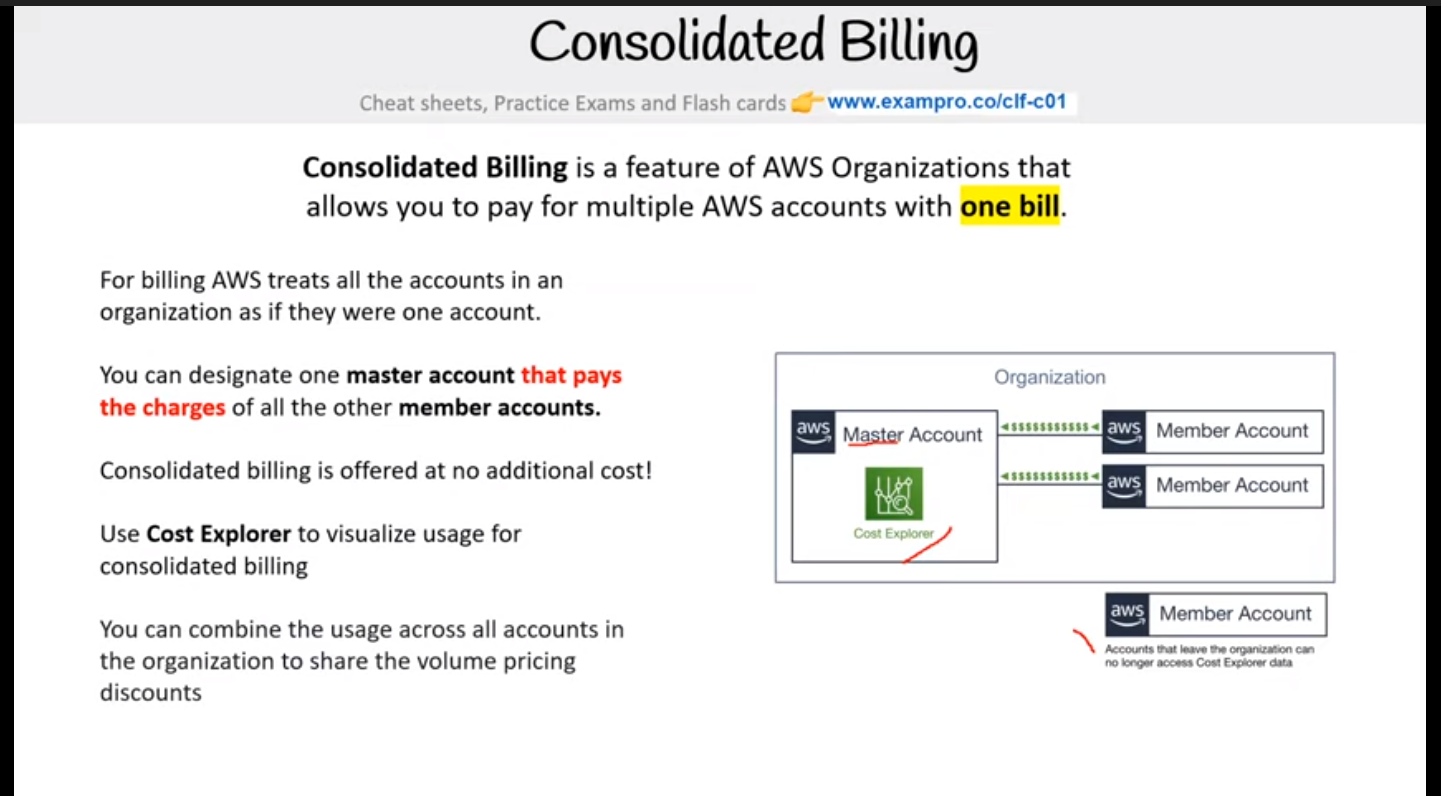 Consolidated Billing
Cheat sheets, Practice Exams and Flash cards 👉 www.exampro.co/clf-c01
Consolidated Billing is a feature of AWS Organizations that
allows you to pay for multiple AWS accounts with one bill.
For billing AWS treats all the accounts in an
organization as if they were one account.
You can designate one master account that pays
the charges of all the other member accounts.
Consolidated billing is offered at no additional cost!
Use Cost Explorer to visualize usage for
consolidated billing
You can combine the usage across all accounts in
the organization to share the volume pricing
discounts
Organization
aws Master Account
Cost Explorer
$$$$$$$$$$$ aws Member Account
$$$$$$$$$$$ aws Member Account
aws Member Account
Accounts that leave the organization can
no longer access Cost Explorer data